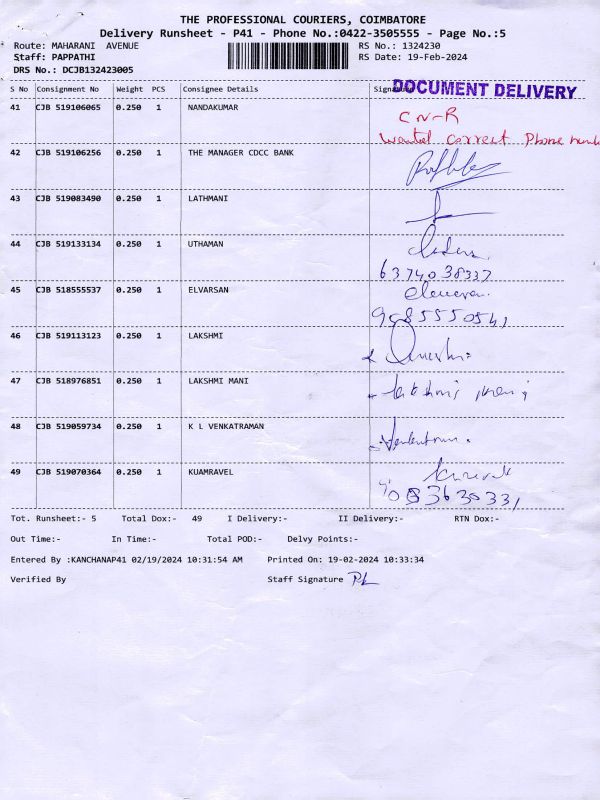 THE PROFESSIONAL COURIERS, COIMBATORE
Delivery Runsheet - P41 - Phone No.:0422-3505555 - Page No.:5
Route: MAHARANI AVENUE RS No.: 1324230
Staff: PAPPATHI RS Date: 19-Feb-2024
DRS No.: DCJB132423005
DOCUMENT DELIVERY
S No Consignment No Weight PCS Consignee Details Signature
41 CJB 519106065 0.250 1 NANDAKUMAR
CN-R
wanted correct Phone
42 CJB 519106256 0.250 1 THE MANAGER CDCC BANK
43 CJB 519083490 0.250 1 LATHMANI
44 CJB 519133134 0.250 1 UTHAMAN
6374038337
45 CJB 518555537 0.250 1 ELVARSAN
9585550541
46 CJB 519113123 0.250 1 LAKSHMI
47 CJB 518976851 0.250 1 LAKSHMI MANI
48 CJB 519059734 0.250 1 K L VENKATRAMAN
49 CJB 519070364 0.250 1 KUAMRAVEL
Tot. Runsheet:- 5 Total Dox:- 49 I Delivery:- II Delivery:- RTN Dox:-
Out Time:- In Time:- Total POD:- Delvy Points:-
Entered By :KANCHANAP41 02/19/2024 10:31:54 AM Printed On: 19-02-2024 10:33:34
Verified By Staff Signature